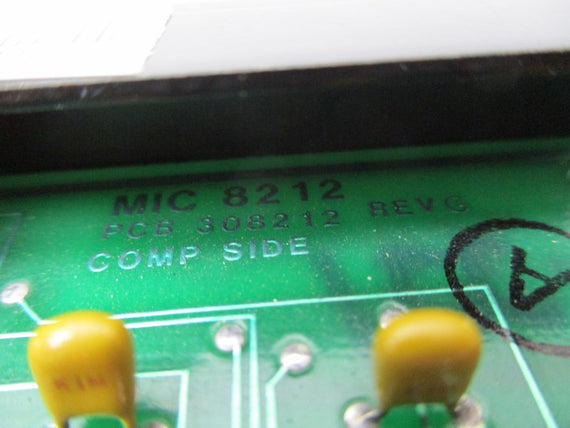 MIC 8212
PCB 308212 REV C
COMP SIDE
A